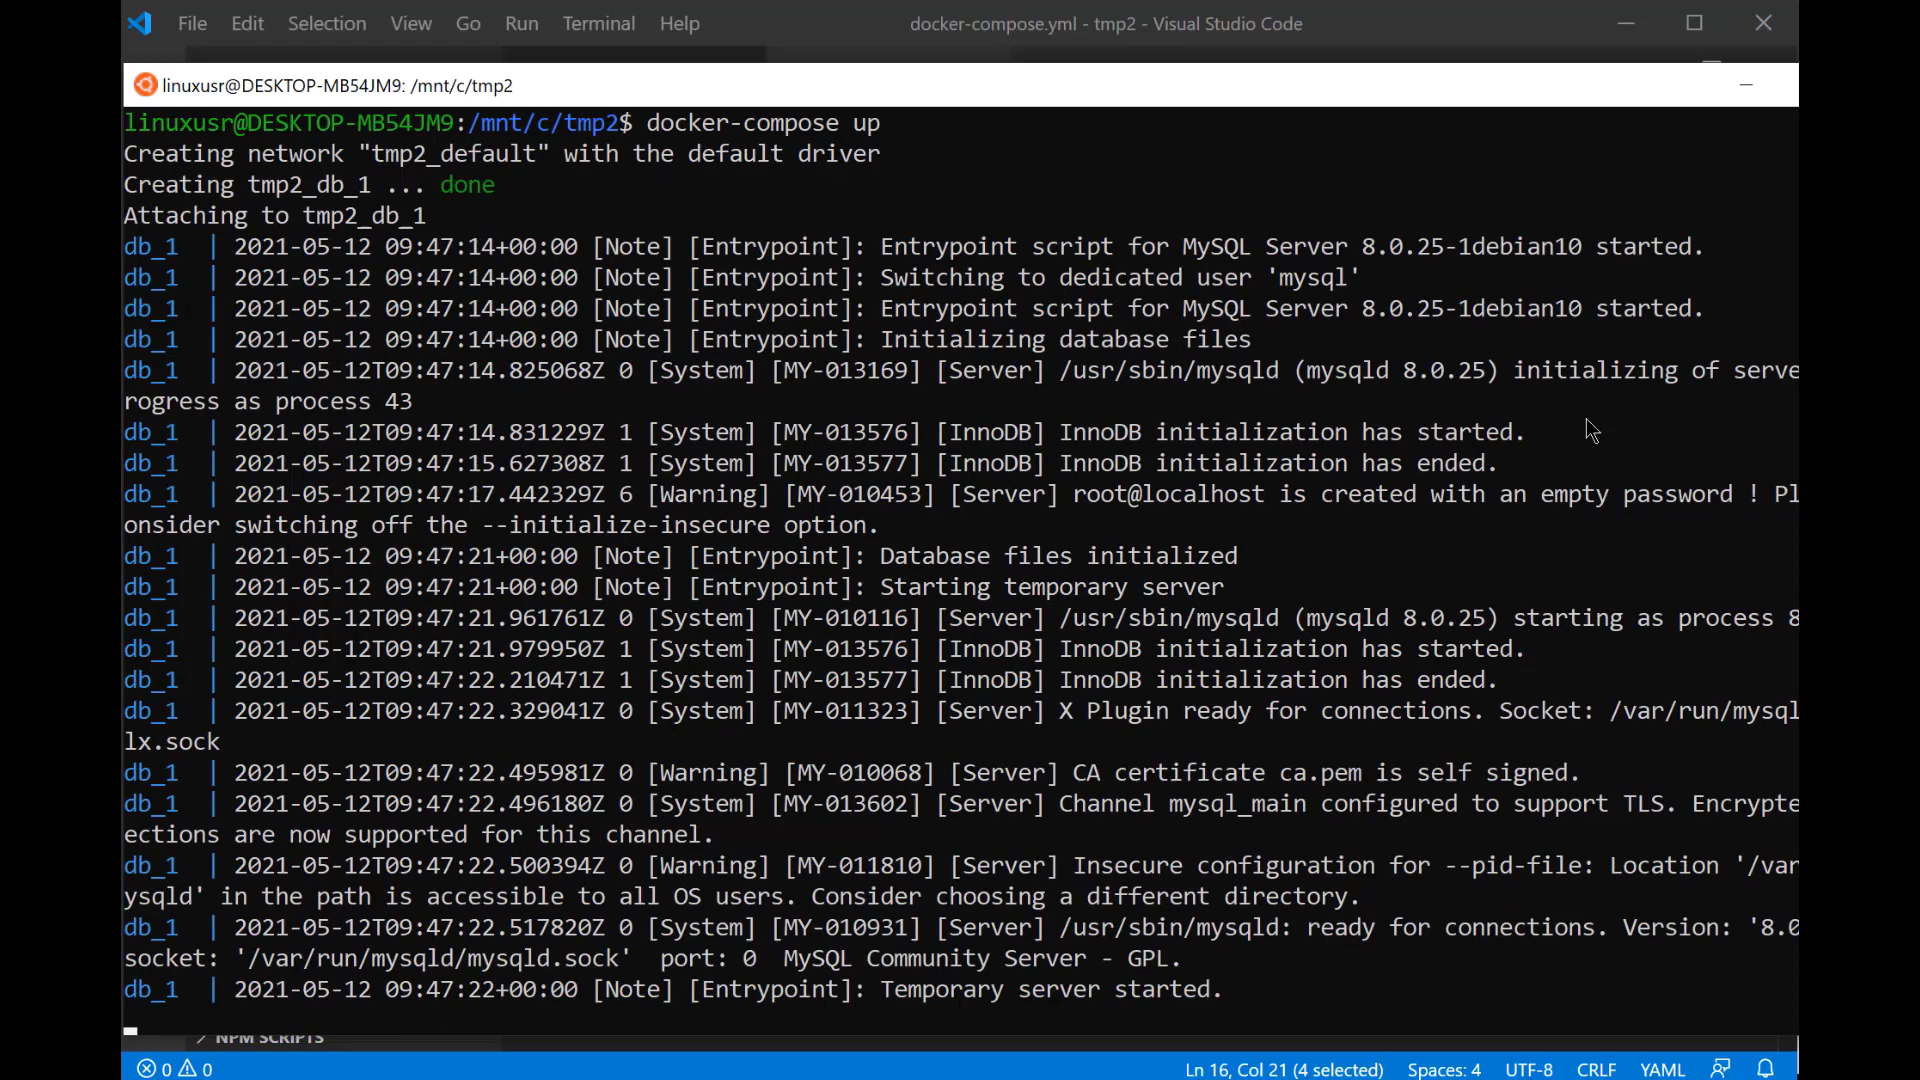 File Edit Selection View Go Run Terminal Help docker-compose.yml - tmp2 - Visual Studio Code
linuxusr@DESKTOP-MB54JM9: /mnt/c/tmp2
linuxusr@DESKTOP-MB54JM9:/mnt/c/tmp2$ docker-compose up
Creating network "tmp2_default" with the default driver
Creating tmp2_db_1 ... done
Attaching to tmp2_db_1
db_1 | 2021-05-12 09:47:14+00:00 [Note] [Entrypoint]: Entrypoint script for MySQL Server 8.0.25-1debian10 started.
db_1 | 2021-05-12 09:47:14+00:00 [Note] [Entrypoint]: Switching to dedicated user 'mysql'
db_1 | 2021-05-12 09:47:14+00:00 [Note] [Entrypoint]: Entrypoint script for MySQL Server 8.0.25-1debian10 started.
db_1 | 2021-05-12 09:47:14+00:00 [Note] [Entrypoint]: Initializing database files
db_1 | 2021-05-12T09:47:14.825068Z 0 [System] [MY-013169] [Server] /usr/sbin/mysqld (mysqld 8.0.25) initializing of serve
rogress as process 43
db_1 | 2021-05-12T09:47:14.831229Z 1 [System] [MY-013576] [InnoDB] InnoDB initialization has started.
db_1 | 2021-05-12T09:47:15.627308Z 1 [System] [MY-013577] [InnoDB] InnoDB initialization has ended.
db_1 | 2021-05-12T09:47:17.442329Z 6 [Warning] [MY-010453] [Server] root@localhost is created with an empty password ! Pl
onsider switching off the --initialize-insecure option.
db_1 | 2021-05-12 09:47:21+00:00 [Note] [Entrypoint]: Database files initialized
db_1 | 2021-05-12 09:47:21+00:00 [Note] [Entrypoint]: Starting temporary server
db_1 | 2021-05-12T09:47:21.961761Z 0 [System] [MY-010116] [Server] /usr/sbin/mysqld (mysqld 8.0.25) starting as process 8
db_1 | 2021-05-12T09:47:21.979950Z 1 [System] [MY-013576] [InnoDB] InnoDB initialization has started.
db_1 | 2021-05-12T09:47:22.210471Z 1 [System] [MY-013577] [InnoDB] InnoDB initialization has ended.
db_1 | 2021-05-12T09:47:22.329041Z 0 [System] [MY-011323] [Server] X Plugin ready for connections. Socket: /var/run/mysql
lx.sock
db_1 | 2021-05-12T09:47:22.495981Z 0 [Warning] [MY-010068] [Server] CA certificate ca.pem is self signed.
db_1 | 2021-05-12T09:47:22.496180Z 0 [System] [MY-013602] [Server] Channel mysql_main configured to support TLS. Encrypte
ections are now supported for this channel.
db_1 | 2021-05-12T09:47:22.500394Z 0 [Warning] [MY-011810] [Server] Insecure configuration for --pid-file: Location '/var
ysqld' in the path is accessible to all OS users. Consider choosing a different directory.
db_1 | 2021-05-12T09:47:22.517820Z 0 [System] [MY-010931] [Server] /usr/sbin/mysqld: ready for connections. Version: '8.0
socket: '/var/run/mysqld/mysqld.sock' port: 0 MySQL Community Server - GPL.
db_1 | 2021-05-12 09:47:22+00:00 [Note] [Entrypoint]: Temporary server started.
NPM SCRIPTS
0 0 Ln 16, Col 21 (4 selected) Spaces: 4 UTF-8 CRLF YAML